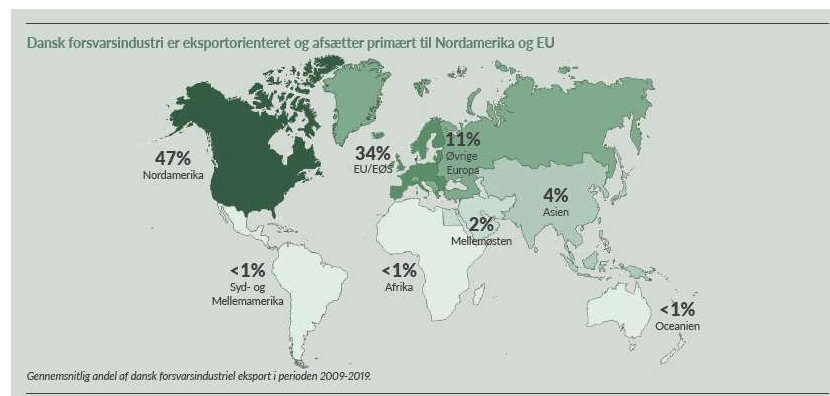 Dansk forsvarsindustri er eksportorienteret og afsætter primært til Nordamerika og EU
47%
Nordamerika
34%
EU/EØS
11%
Øvrige
Europa
4%
Asien
2%
Mellemøsten
<1%
Syd- og
Mellemamerika
<1%
Afrika
<1%
Oceanien
Gennemsnitlig andel af dansk forsvarsindustriel eksport i perioden 2009-2019.